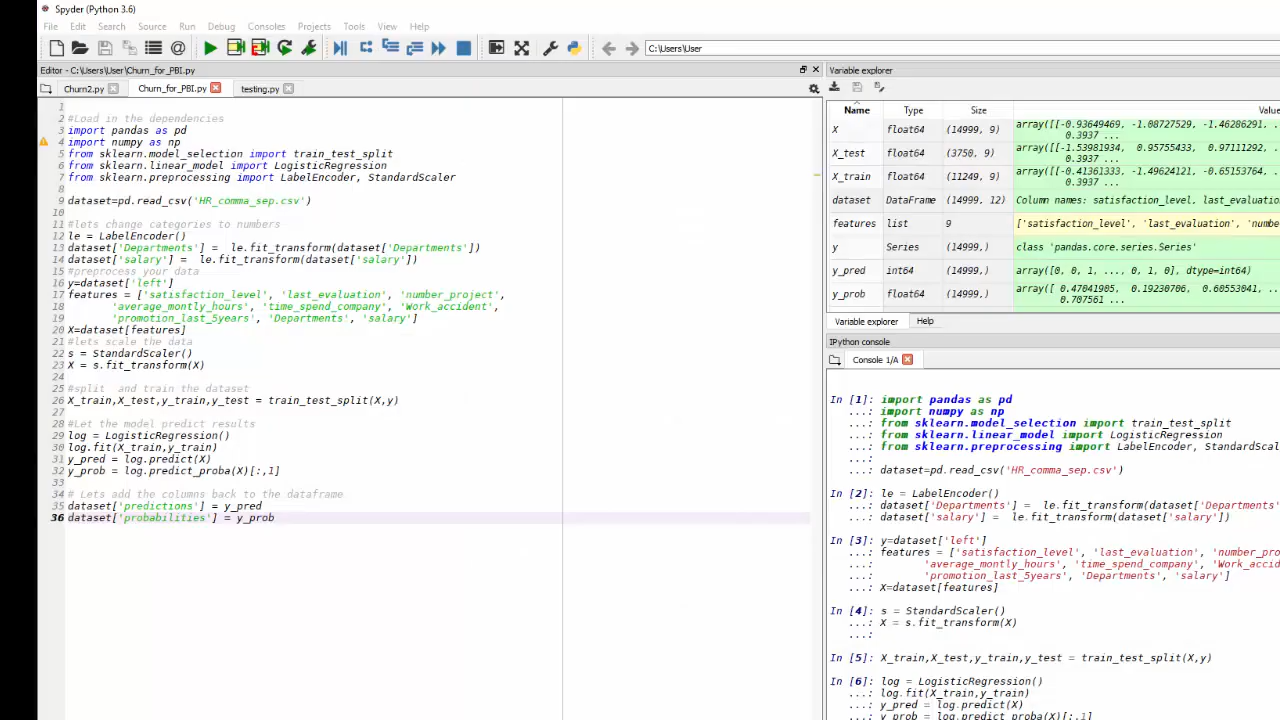 Spyder (Python 3.6)
File Edit Search Source Run Debug Consoles Projects Tools View Help
C:\Users\User
Editor - C:\Users\User\Churn_for_PBI.py
Churn2.py Churn_for_PBI.py testing.py
1
2 #Load in the dependencies
3 import pandas as pd
4 import numpy as np
5 from sklearn.model_selection import train_test_split
6 from sklearn.linear_model import LogisticRegression
7 from sklearn.preprocessing import LabelEncoder, StandardScaler
8
9 dataset=pd.read_csv('HR_comma_sep.csv')
10
11 #lets change categories to numbers
12 le = LabelEncoder()
13 dataset['Departments'] =  le.fit_transform(dataset['Departments'])
14 dataset['salary'] =  le.fit_transform(dataset['salary'])
15 #preprocess your data
16 y=dataset['left']
17 features = ['satisfaction_level', 'last_evaluation', 'number_project',
18 'average_montly_hours', 'time_spend_company', 'Work_accident',
19 'promotion_last_5years', 'Departments', 'salary']
20 X=dataset[features]
21 #lets scale the data
22 s = StandardScaler()
23 X = s.fit_transform(X)
24
25 #split  and train the dataset
26 X_train,X_test,y_train,y_test = train_test_split(X,y)
27
28 #Let the model predict results
29 log = LogisticRegression()
30 log.fit(X_train,y_train)
31 y_pred = log.predict(X)
32 y_prob = log.predict_proba(X)[:,1]
33
34 # Lets add the columns back to the dataframe
35 dataset['predictions'] = y_pred
36 dataset['probabilities'] = y_prob
Variable explorer
Name Type Size Value
X float64 (14999, 9) array([[-0.93649469, -1.08727529, -1.46286291,
0.3937 ...
X_test float64 (3750, 9) array([[-1.53981934, 0.95755433, 0.97111292,
0.3937 ...
X_train float64 (11249, 9) array([[-0.41361333, -1.49624121, -0.65153764,
0.3937 ...
dataset DataFrame (14999, 12) Column names: satisfaction_level, last_evaluation
features list 9 ['satisfaction_level', 'last_evaluation', 'numbe
y Series (14999,) class 'pandas.core.series.Series'
y_pred int64 (14999,) array([0, 0, 1, ..., 0, 1, 0], dtype=int64)
y_prob float64 (14999,) array([ 0.47041905, 0.19230706, 0.60553041,
0.707561 ...
Variable explorer Help
IPython console
Console 1/A
In [1]: import pandas as pd
...: import numpy as np
...: from sklearn.model_selection import train_test_split
...: from sklearn.linear_model import LogisticRegression
...: from sklearn.preprocessing import LabelEncoder, StandardScal
...:
...: dataset=pd.read_csv('HR_comma_sep.csv')
In [2]: le = LabelEncoder()
...: dataset['Departments'] =  le.fit_transform(dataset['Departments'])
...: dataset['salary'] =  le.fit_transform(dataset['salary'])
In [3]: y=dataset['left']
...: features = ['satisfaction_level', 'last_evaluation', 'number_pro
...: 'average_montly_hours', 'time_spend_company', 'Work_accid
...: 'promotion_last_5years', 'Departments', 'salary']
...: X=dataset[features]
In [4]: s = StandardScaler()
...: X = s.fit_transform(X)
...:
In [5]: X_train,X_test,y_train,y_test = train_test_split(X,y)
In [6]: log = LogisticRegression()
...: log.fit(X_train,y_train)
...: y_pred = log.predict(X)
...: y_prob = log.predict_proba(X)[:,1]